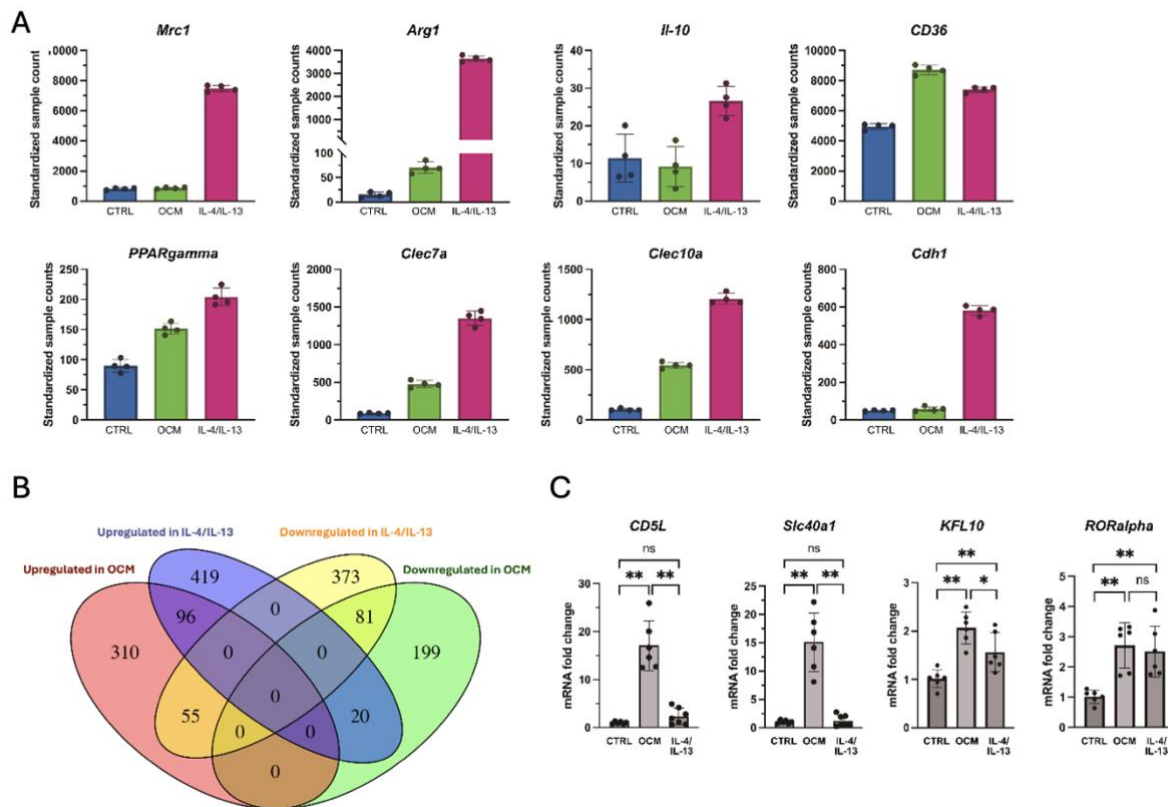 A
Mrc1
Standardized sample count
0000
8000
6000
4000
2000
0
CTRL OCM IL-4/IL-13
Arg1
Standardized sample count
4000
3000
2000
1000
100
50
0
CTRL OCM IL-4/IL-13
Il-10
Standardized sample count
40
30
20
10
0
CTRL OCM IL-4/IL-13
CD36
Standardized sample count
10000
8000
6000
4000
2000
0
CTRL OCM IL-4/IL-13
PPARgamma
Standardized sample counts
250
200
150
100
50
0
CTRL OCM IL-4/IL-13
Clec7a
Standardized sample counts
2000
1500
1000
500
0
CTRL OCM IL-4/IL-13
Clec10a
Standardized sample counts
1500
1000
500
0
CTRL OCM IL-4/IL-13
Cdh1
Standardized sample counts
800
600
400
200
0
CTRL OCM IL-4/IL-13
B
Upregulated in IL-4/IL-13
Downregulated in IL-4/IL-13
Upregulated in OCM
Downregulated in OCM
419
373
0
96
81
310
0
0
199
0
55
20
0
0
0
C
CD5L
ns
** **
mRNA fold change
30
20
10
0
CTRL OCM IL-4/
IL-13
Slc40a1
ns
** **
mRNA fold change
25
20
15
10
5
0
CTRL OCM IL-4/
IL-13
KFL10
**
** *
mRNA fold change
3
2
1
0
CTRL OCM IL-4/
IL-13
RORalpha
**
** ns
mRNA fold change
5
4
3
2
1
0
CTRL OCM IL-4/
IL-13